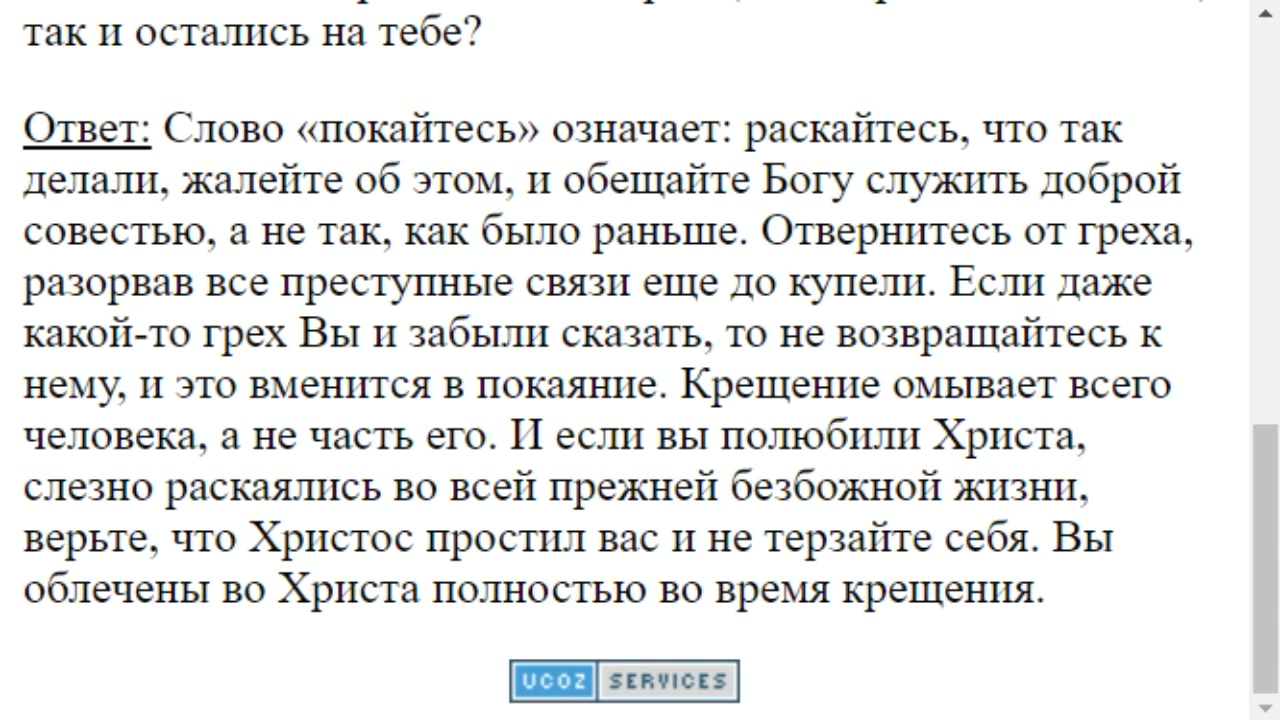 так и остались на тебе?
Ответ: Слово «покайтесь» означает: раскайтесь, что так
делали, жалейте об этом, и обещайте Богу служить доброй
совестью, а не так, как было раньше. Отвернитесь от греха,
разорвав все преступные связи еще до купели. Если даже
какой-то грех Вы и забыли сказать, то не возвращайтесь к
нему, и это вменится в покаяние. Крещение омывает всего
человека, а не часть его. И если вы полюбили Христа,
слезно раскаялись во всей прежней безбожной жизни,
верьте, что Христос простил вас и не терзайте себя. Вы
облечены во Христа полностью во время крещения.
UCOZ SERVICES